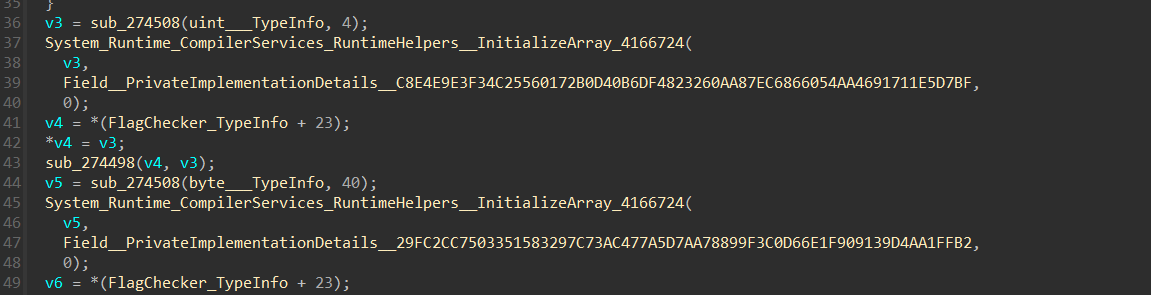 35 }
36 v3 = sub_274508(uint___TypeInfo, 4);
37 System_Runtime_CompilerServices_RuntimeHelpers__InitializeArray_4166724(
38 v3,
39 Field__PrivateImplementationDetails__C8E4E9E3F34C25560172B0D40B6DF4823260AA87EC6866054AA4691711E5D7BF,
40 0);
41 v4 = *(FlagChecker_TypeInfo + 23);
42 *v4 = v3;
43 sub_274498(v4, v3);
44 v5 = sub_274508(byte___TypeInfo, 40);
45 System_Runtime_CompilerServices_RuntimeHelpers__InitializeArray_4166724(
46 v5,
47 Field__PrivateImplementationDetails__29FC2CC7503351583297C73AC477A5D7AA78899F3C0D66E1F909139D4AA1FFB2,
48 0);
49 v6 = *(FlagChecker_TypeInfo + 23);